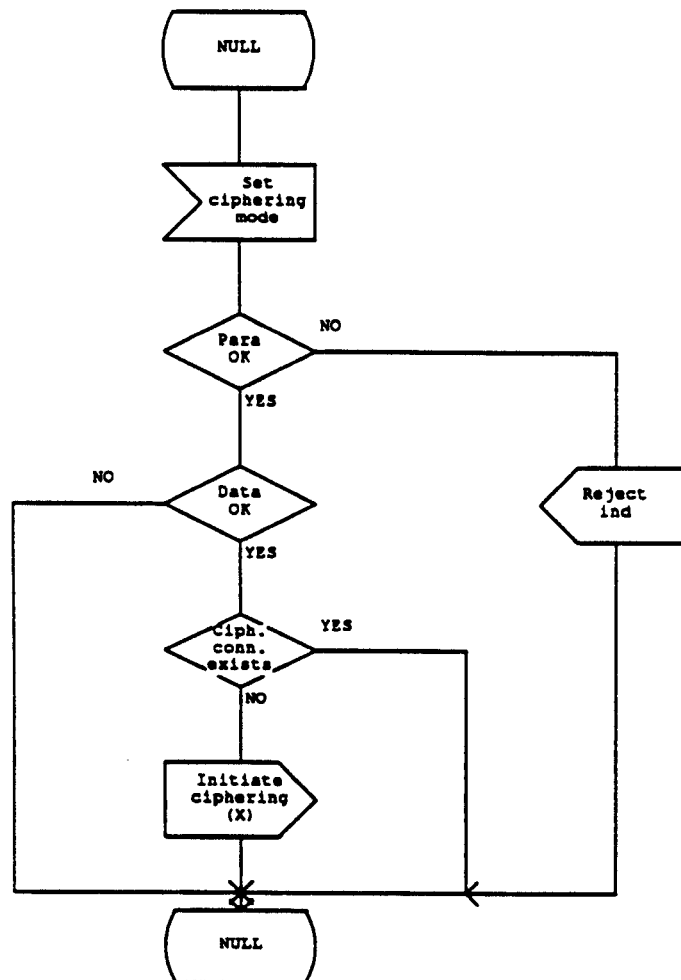 NULL
Set
ciphering
mode
Para
OK
NO
YES
NO
Data
OK
Reject
ind
YES
Ciph.
conn.
exists
YES
NO
Initiate
ciphering
(X)
NULL